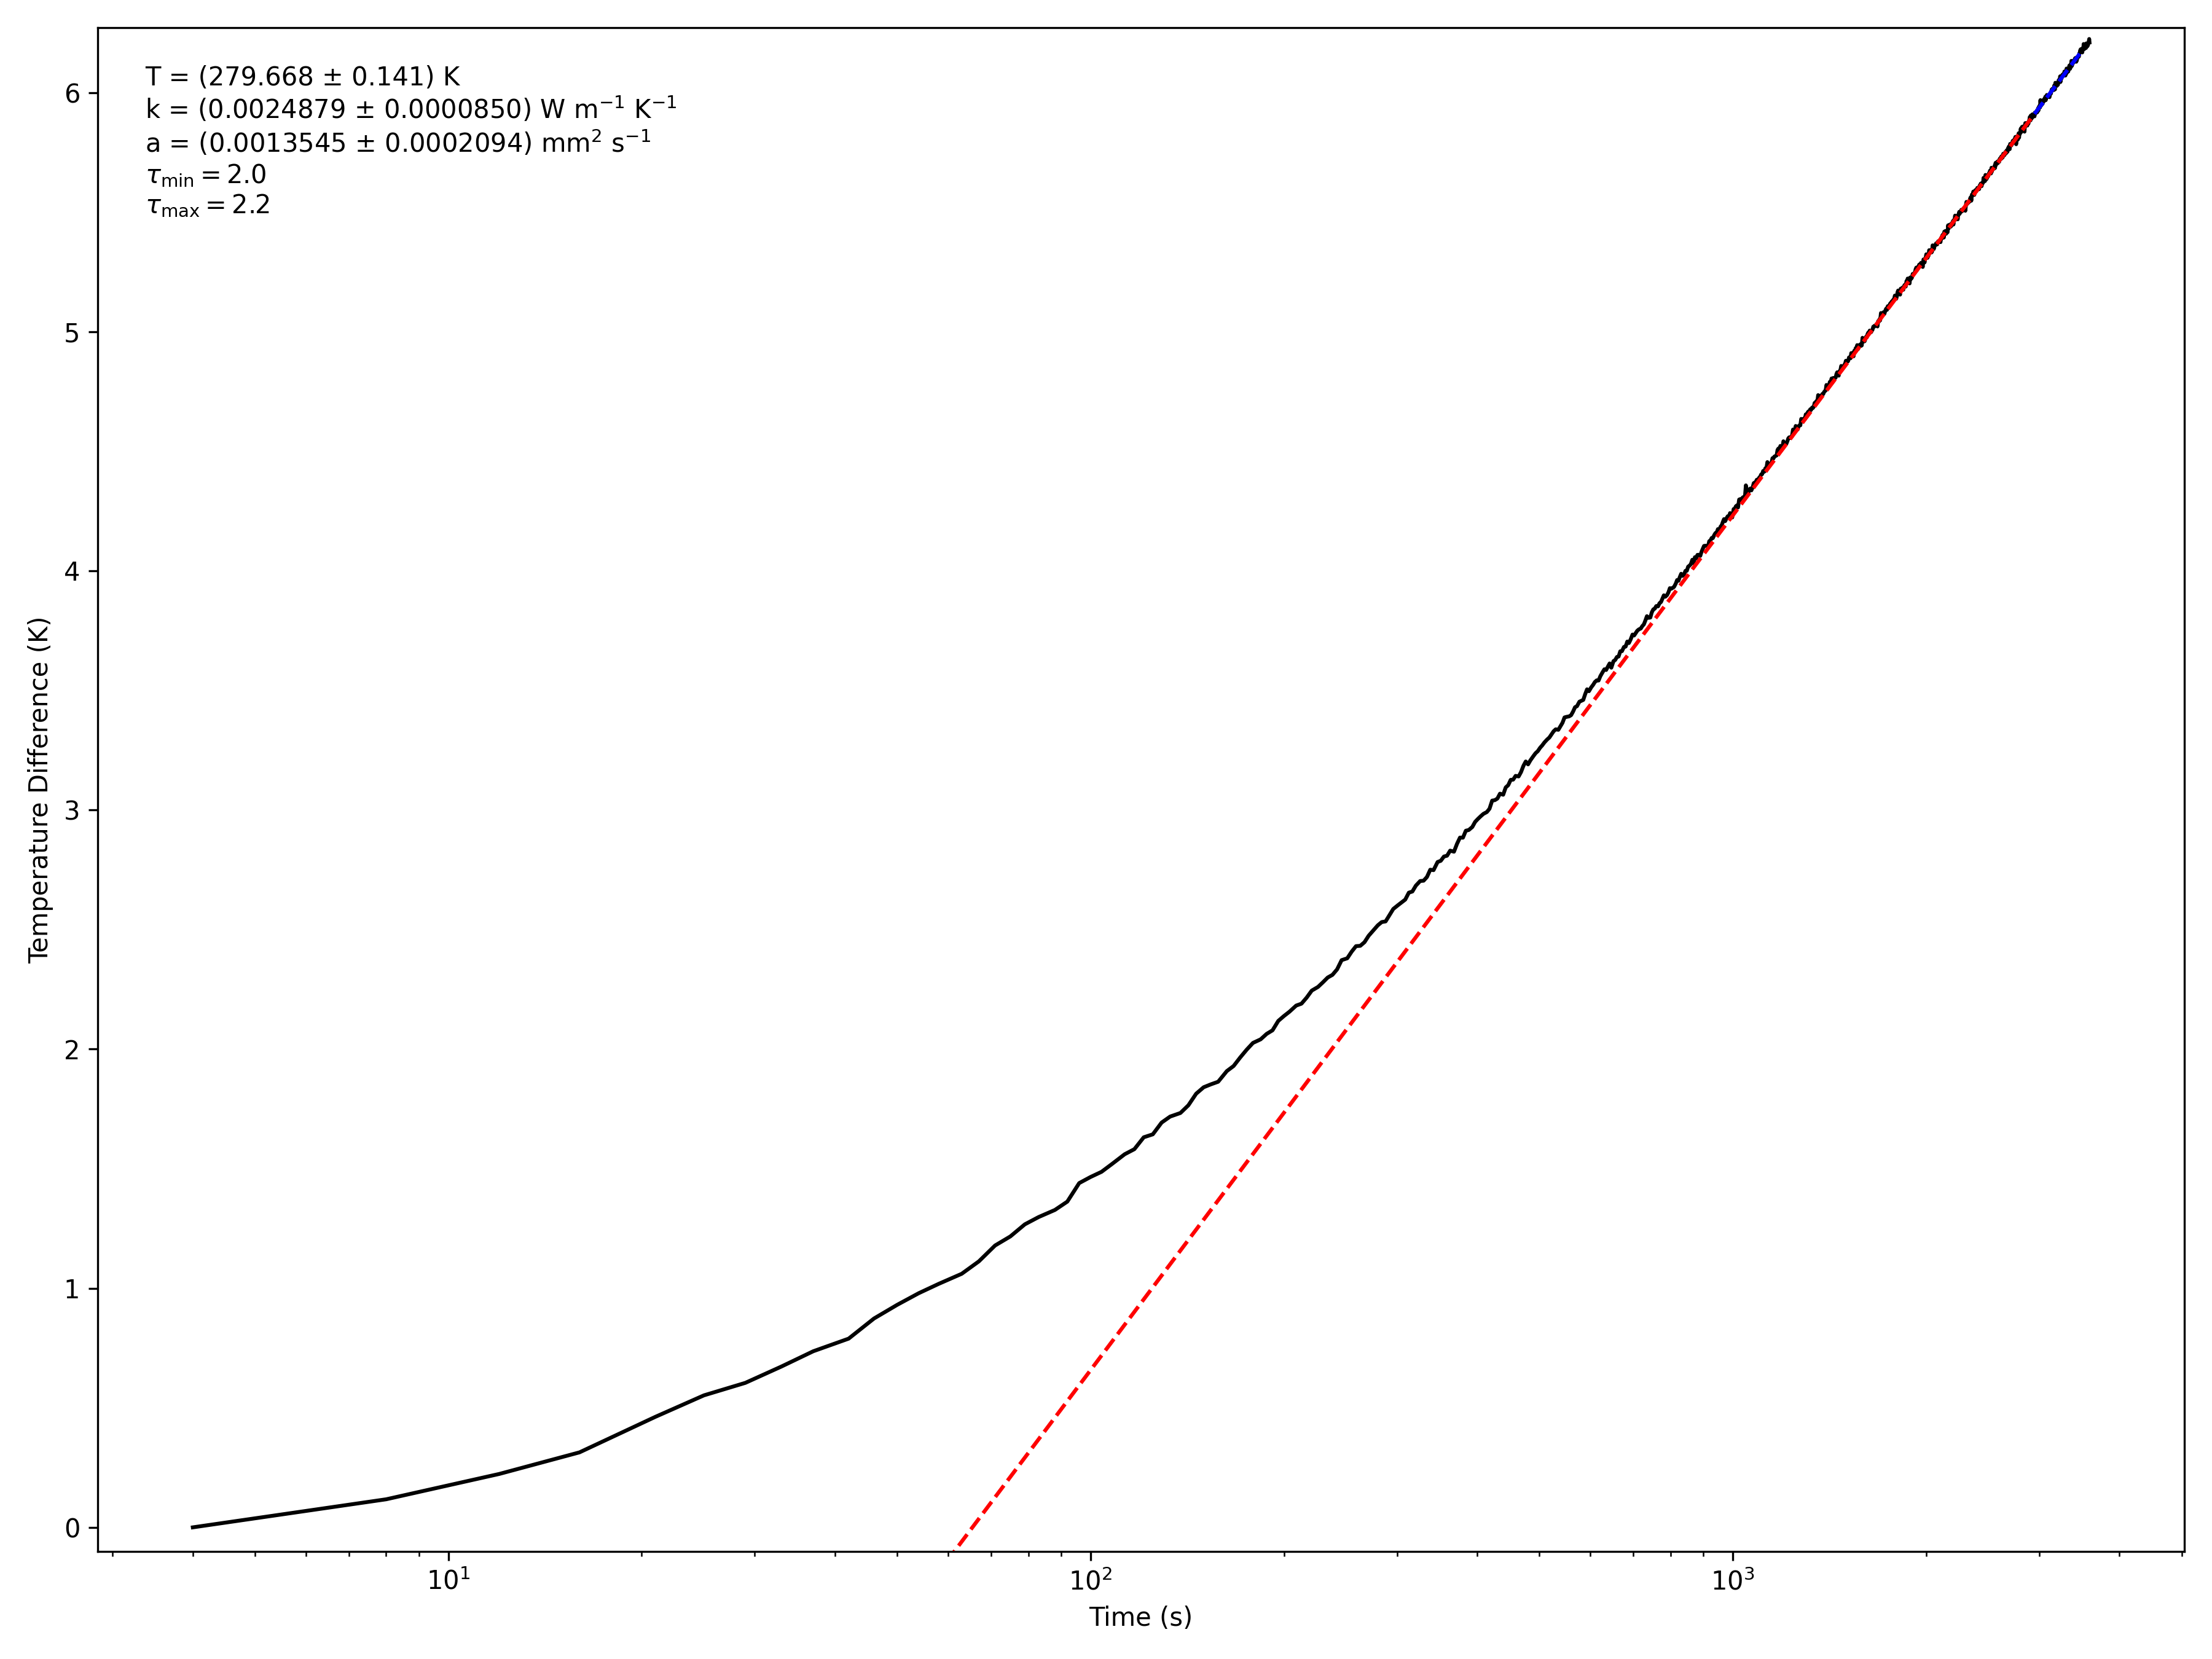 T = (279.668 ± 0.141) K
k = (0.0024879 ± 0.0000850) W m⁻¹ K⁻¹
a = (0.0013545 ± 0.0002094) mm² s⁻¹
τmin = 2.0
τmax = 2.2
6
5
4
3
2
1
0
Temperature Difference (K)
10¹ 10² 10³
Time (s)